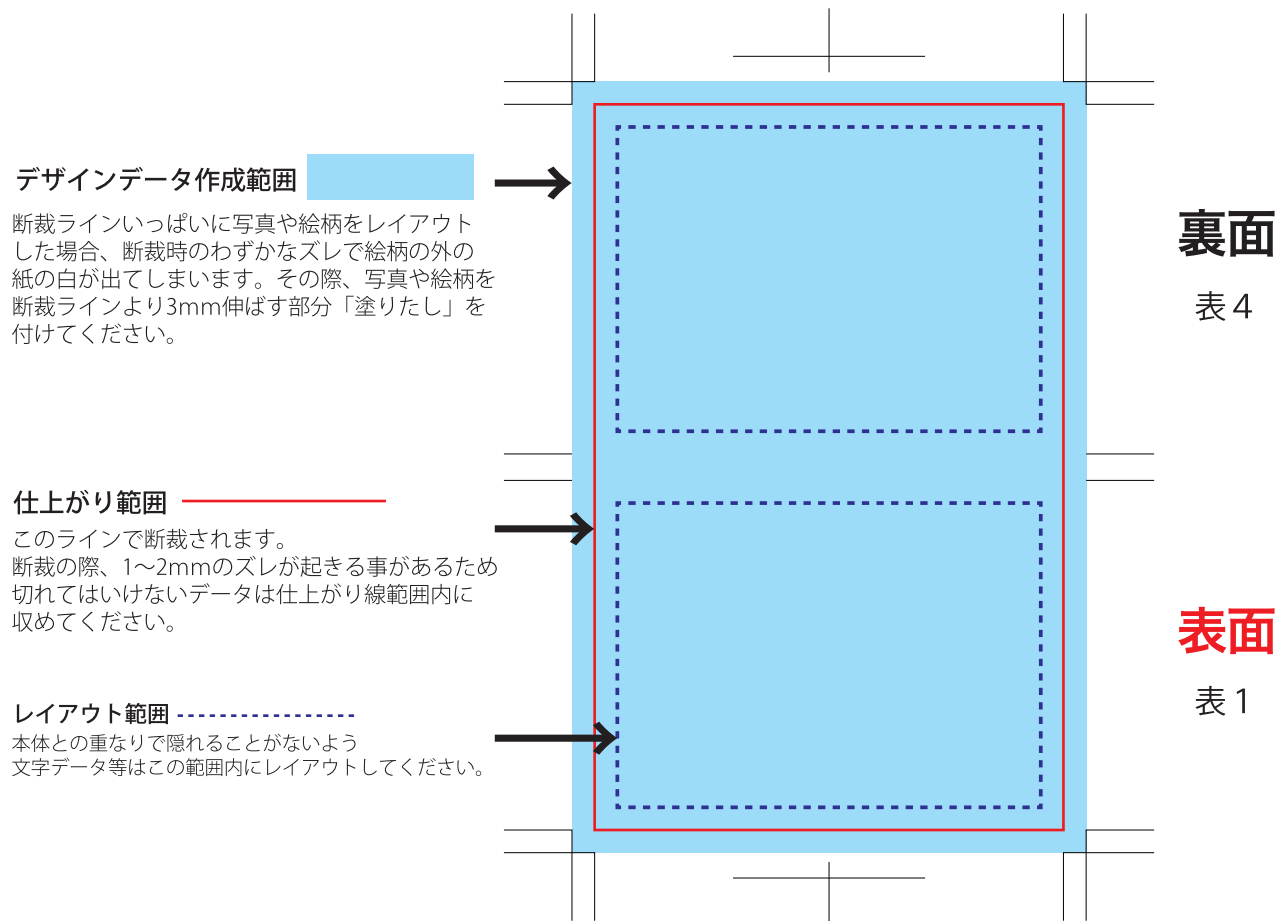 デザインデータ作成範囲
断裁ラインいっぱいに写真や絵柄をレイアウト
した場合、断裁時のわずかなズレで絵柄の外の
紙の白が出てしまいます。その際、写真や絵柄を
断裁ラインより3mm伸ばす部分「塗りたし」を
付けてください。
仕上がり範囲
このラインで断裁されます。
断裁の際、1〜2mmのズレが起きる事があるため
切れてはいけないデータは仕上がり線範囲内に
収めてください。
レイアウト範囲
本体との重なりで隠れることがないよう
文字データ等はこの範囲内にレイアウトしてください。
裏面
表4
表面
表1